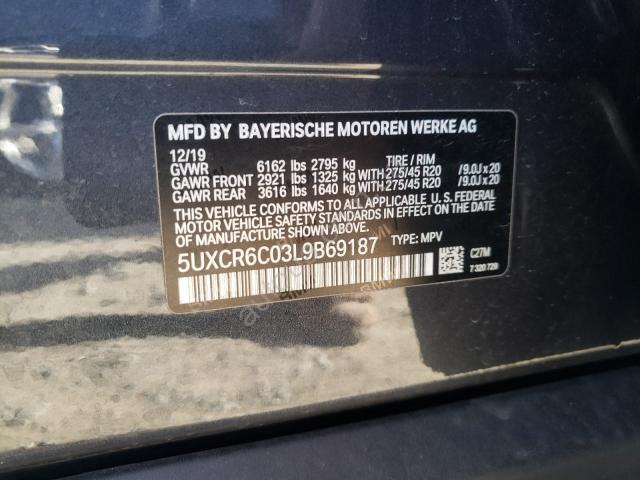 MFD BY BAYERISCHE MOTOREN WERKE AG
12/19 TIRE / RIM
GVWR 6162 lbs 2795 kg
GAWR FRONT 2921 lbs 1325 kg WITH 275/45 R20 /9.0J x 20
GAWR REAR 3616 lbs 1640 kg WITH 275/45 R20 /9.0J x 20
THIS VEHICLE CONFORMS TO ALL APPLICABLE U.S. FEDERAL
MOTOR VEHICLE SAFETY STANDARDS IN EFFECT ON THE DATE
OF MANUFACTURE SHOWN ABOVE.
5UXCR6C03L9B69187 TYPE: MPV
C27M